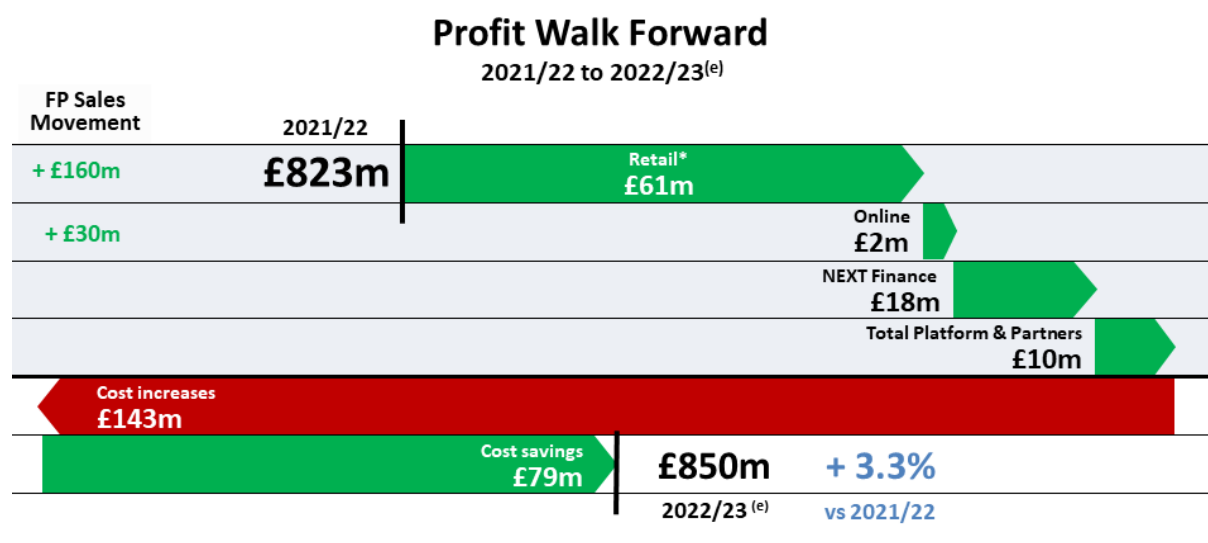 Profit Walk Forward
2021/22 to 2022/23(e)
FP Sales
Movement
2021/22
+ £160m
£823m
Retail*
£61m
+ £30m
Online
£2m
NEXT Finance
£18m
Total Platform & Partners
£10m
Cost increases
£143m
Cost savings
£79m
£850m
+ 3.3%
2022/23 (e)
vs 2021/22